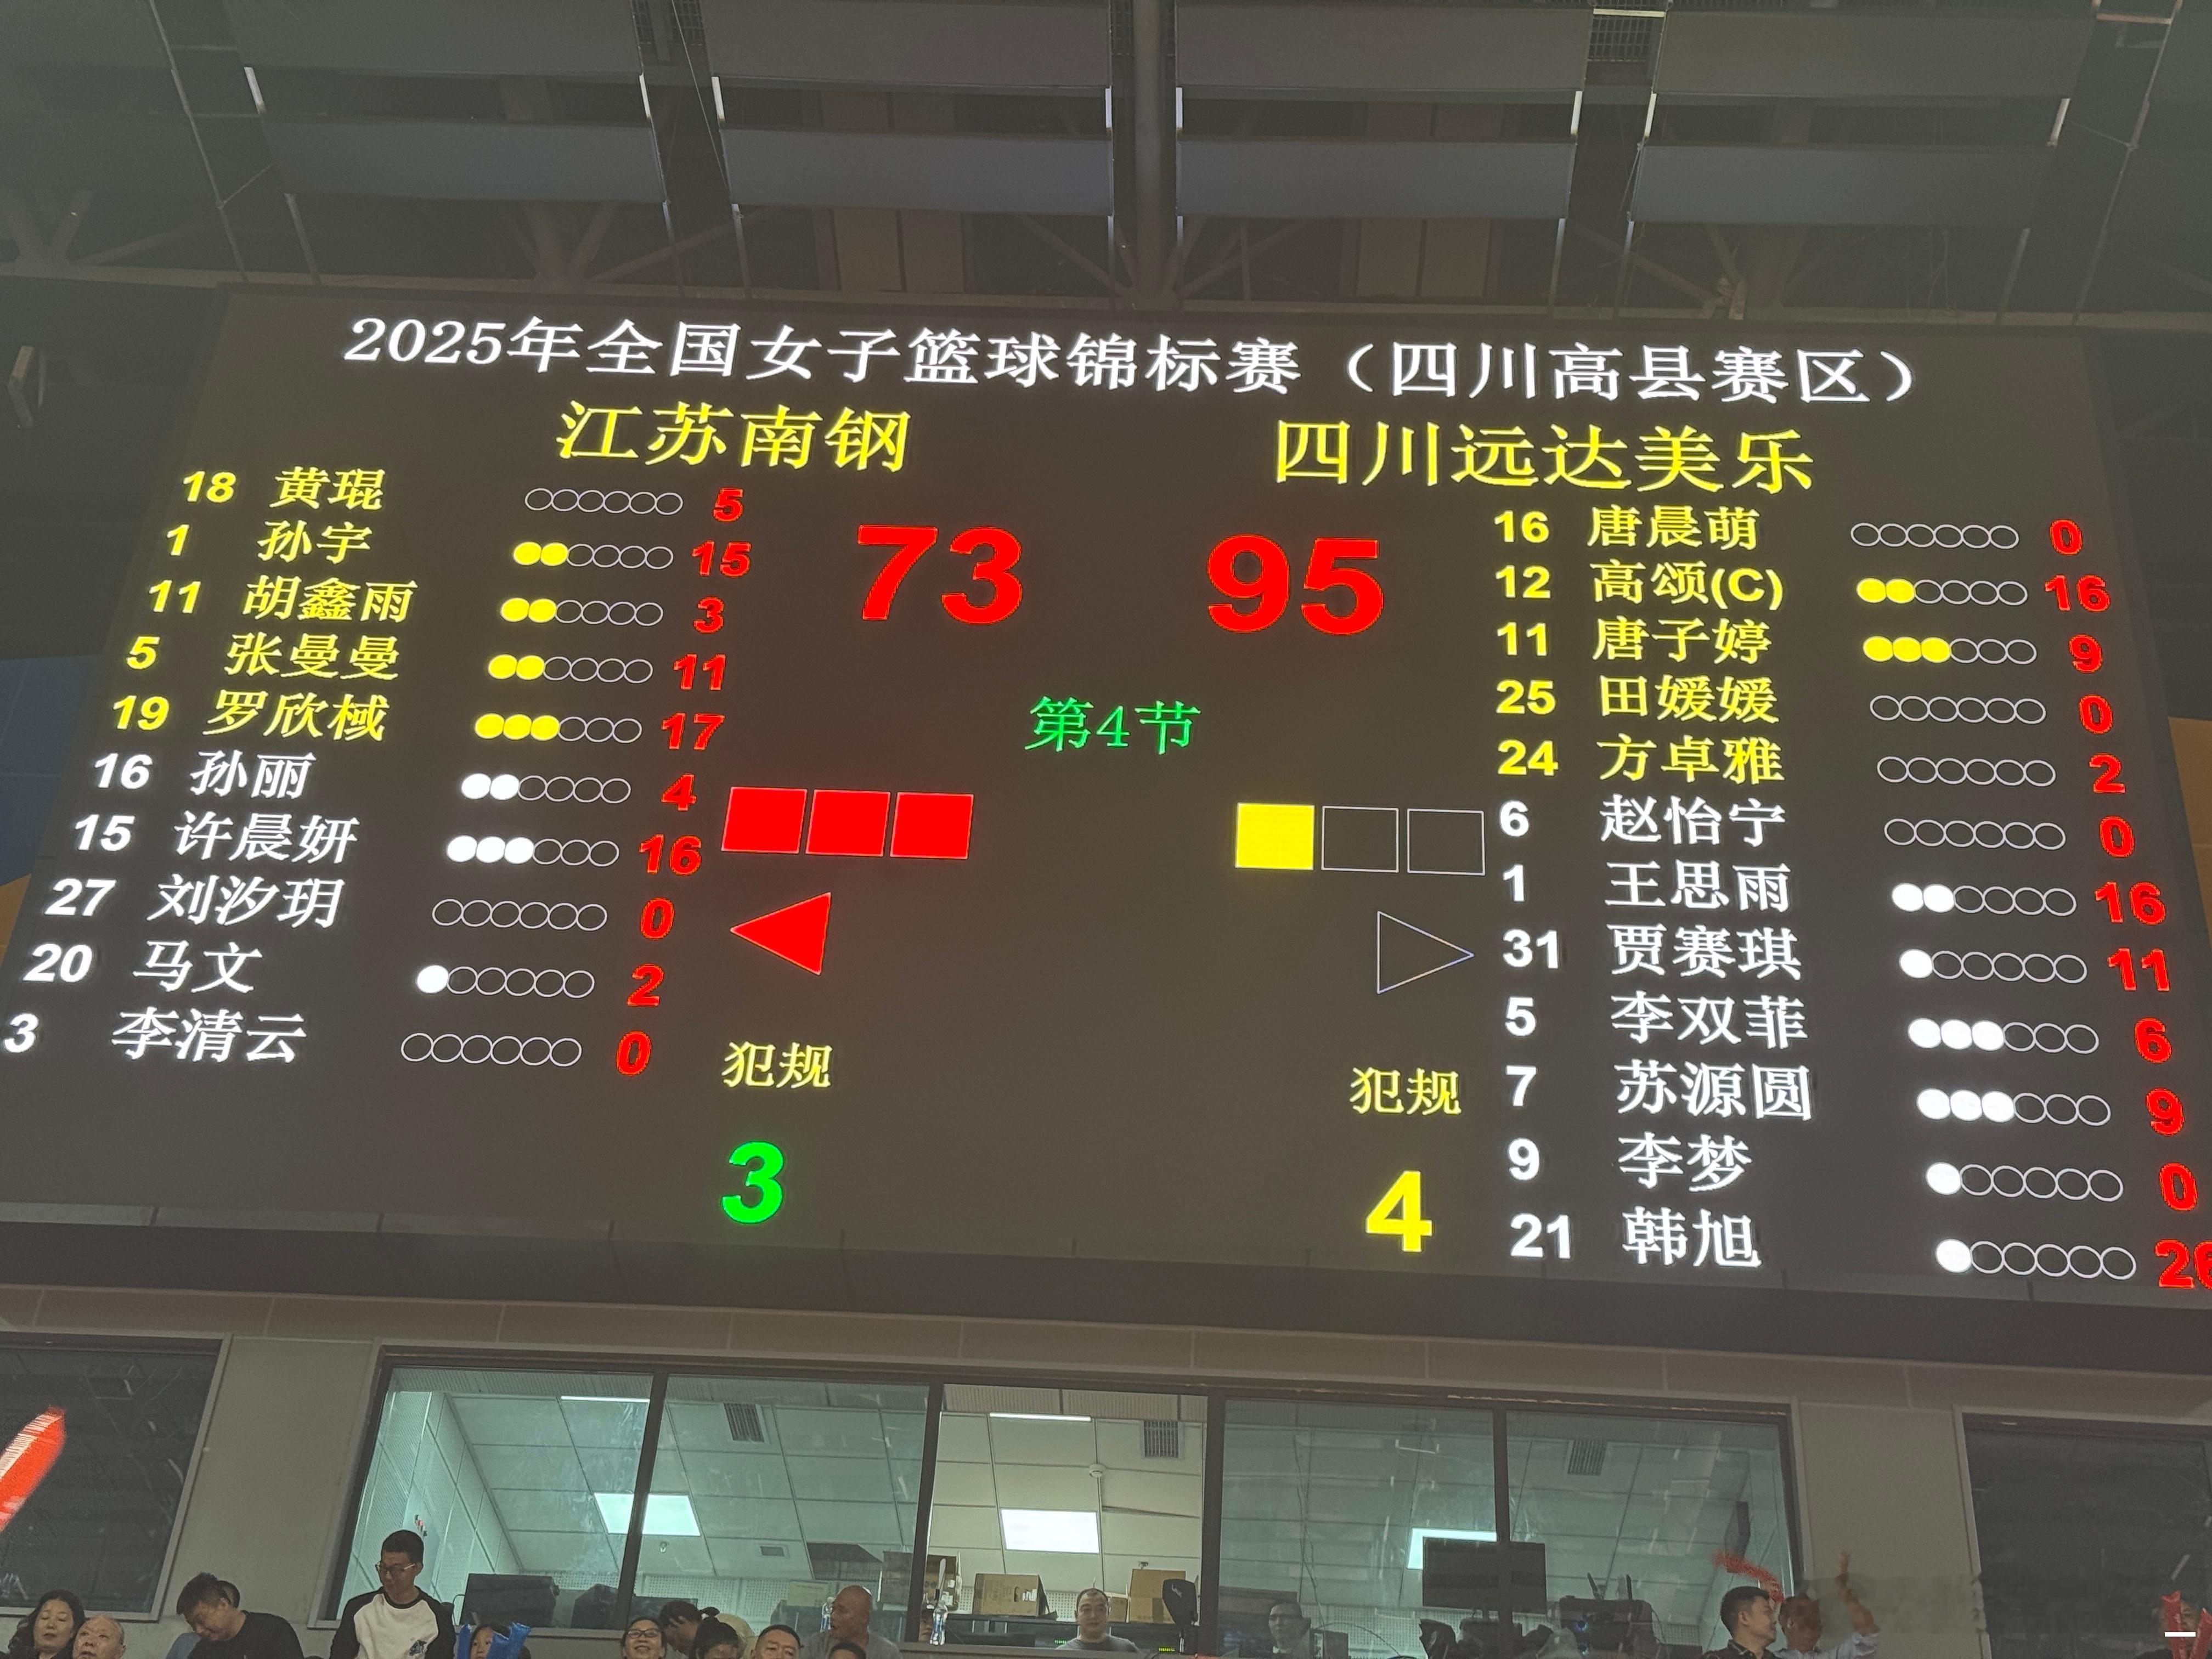 2025年全国女子篮球锦标赛（四川高县赛区）
江苏南钢
四川远达美乐
73
95
第4节
18 黄琨 5
1 孙宇 15
11 胡鑫雨 3
5 张曼曼 11
19 罗欣棫 17
16 孙丽 4
15 许晨妍 16
27 刘汐玥 0
20 马文 2
3 李清云 0
犯规
3
16 唐晨萌 0
12 高颂(C) 16
11 唐子婷 9
25 田媛媛 0
24 方卓雅 2
6 赵怡宁 0
1 王思雨 16
31 贾赛琪 11
5 李双菲 6
7 苏源圆 9
9 李梦 0
21 韩旭 26
犯规
4